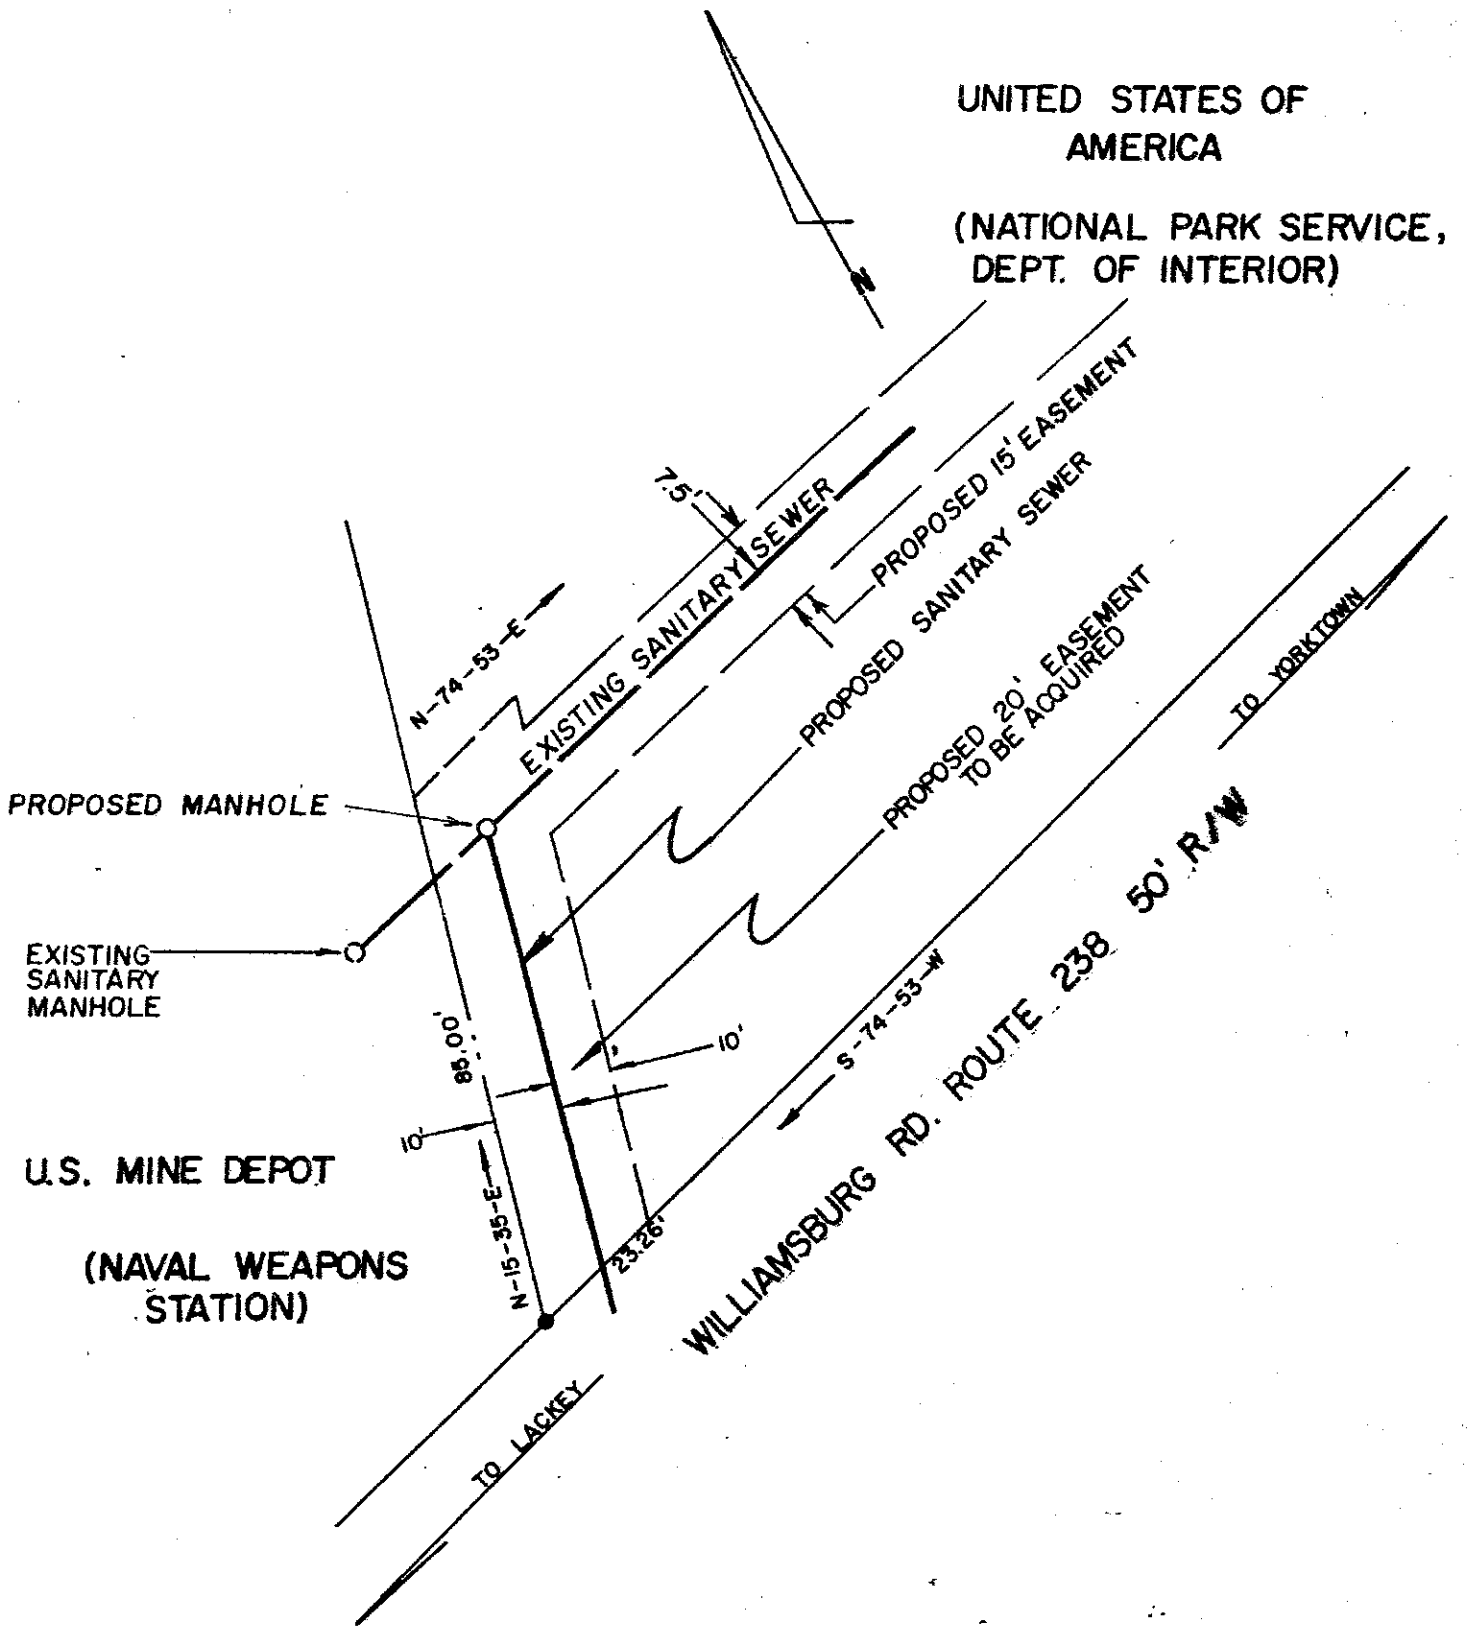 UNITED STATES OF
AMERICA
(NATIONAL PARK SERVICE,
DEPT. OF INTERIOR)
N
7.5'
EXISTING SANITARY SEWER
PROPOSED 15' EASEMENT
PROPOSED SANITARY SEWER
N-74-53-E
PROPOSED 20' EASEMENT
TO BE ACQUIRED
TO YORKTOWN
PROPOSED MANHOLE
EXISTING
SANITARY
MANHOLE
85.00'
10'
10'
S-74-53-W
WILLIAMSBURG RD. ROUTE 238 50' R/W
U.S. MINE DEPOT
(NAVAL WEAPONS
STATION)
N-15-35-E
23.26'
TO LACKEY